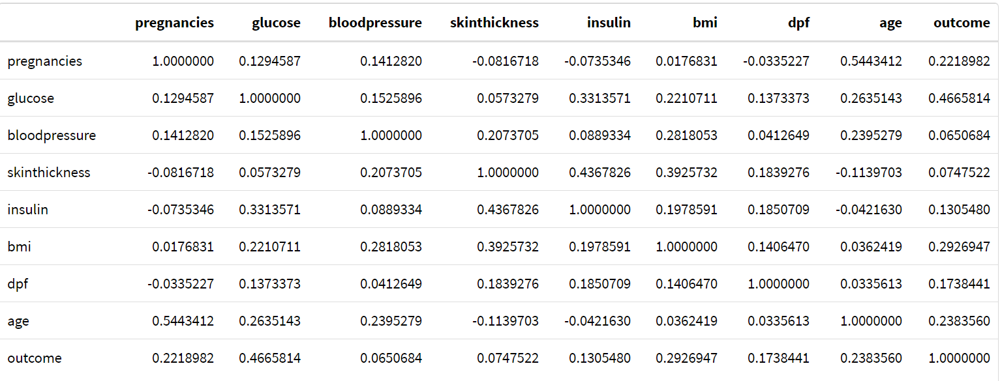 pregnancies glucose bloodpressure skinthickness insulin bmi dpf age outcome
pregnancies 1.0000000 0.1294587 0.1412820 -0.0816718 -0.0735346 0.0176831 -0.0335227 0.5443412 0.2218982
glucose 0.1294587 1.0000000 0.1525896 0.0573279 0.3313571 0.2210711 0.1373373 0.2635143 0.4665814
bloodpressure 0.1412820 0.1525896 1.0000000 0.2073705 0.0889334 0.2818053 0.0412649 0.2395279 0.0650684
skinthickness -0.0816718 0.0573279 0.2073705 1.0000000 0.4367826 0.3925732 0.1839276 -0.1139703 0.0747522
insulin -0.0735346 0.3313571 0.0889334 0.4367826 1.0000000 0.1978591 0.1850709 -0.0421630 0.1305480
bmi 0.0176831 0.2210711 0.2818053 0.3925732 0.1978591 1.0000000 0.1406470 0.0362419 0.2926947
dpf -0.0335227 0.1373373 0.0412649 0.1839276 0.1850709 0.1406470 1.0000000 0.0335613 0.1738441
age 0.5443412 0.2635143 0.2395279 -0.1139703 -0.0421630 0.0362419 0.0335613 1.0000000 0.2383560
outcome 0.2218982 0.4665814 0.0650684 0.0747522 0.1305480 0.2926947 0.1738441 0.2383560 1.0000000